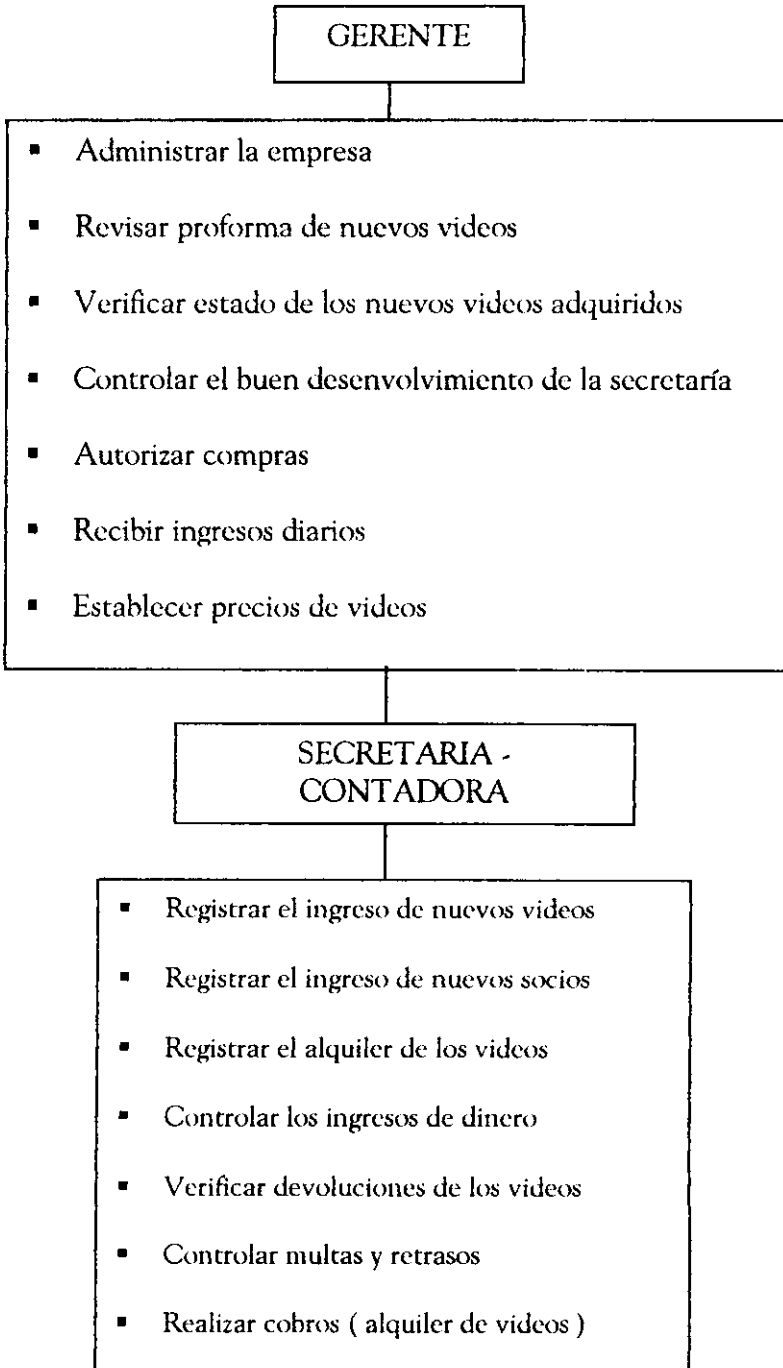 GERENTE
▪ Administrar la empresa
▪ Revisar proforma de nuevos videos
▪ Verificar estado de los nuevos videos adquiridos
▪ Controlar el buen desenvolvimiento de la secretaría
▪ Autorizar compras
▪ Recibir ingresos diarios
▪ Establecer precios de videos
SECRETARIA -
CONTADORA
▪ Registrar el ingreso de nuevos videos
▪ Registrar el ingreso de nuevos socios
▪ Registrar el alquiler de los videos
▪ Controlar los ingresos de dinero
▪ Verificar devoluciones de los videos
▪ Controlar multas y retrasos
▪ Realizar cobros ( alquiler de videos )